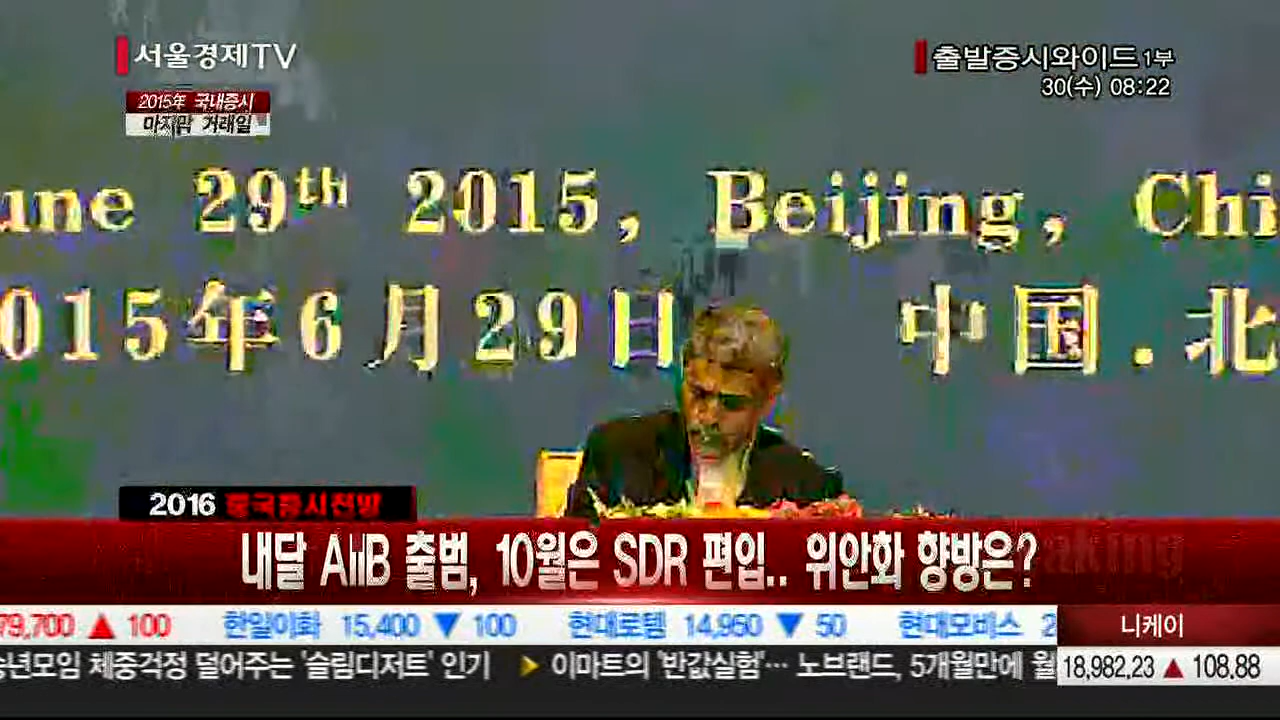 서울경제TV
출발증시와이드 1부
30(수) 08:22
2015年 국내증시
마지막 거래일
une 29th 2015, Beijing, Chi
015年6月29日 中国.北
2016 중국증시전망
내달 AIIB 출범, 10월은 SDR 편입.. 위안화 향방은?
79,700 ▲ 100 한일이화 15,400 ▼ 100 현대로템 14,950 ▼ 50 현대모비스 2
니케이
송년모임 체중걱정 덜어주는 '슬림디저트' 인기 ▶ 이마트의 '반값실험'… 노브랜드, 5개월만에 월
18,982.23 ▲ 108.88